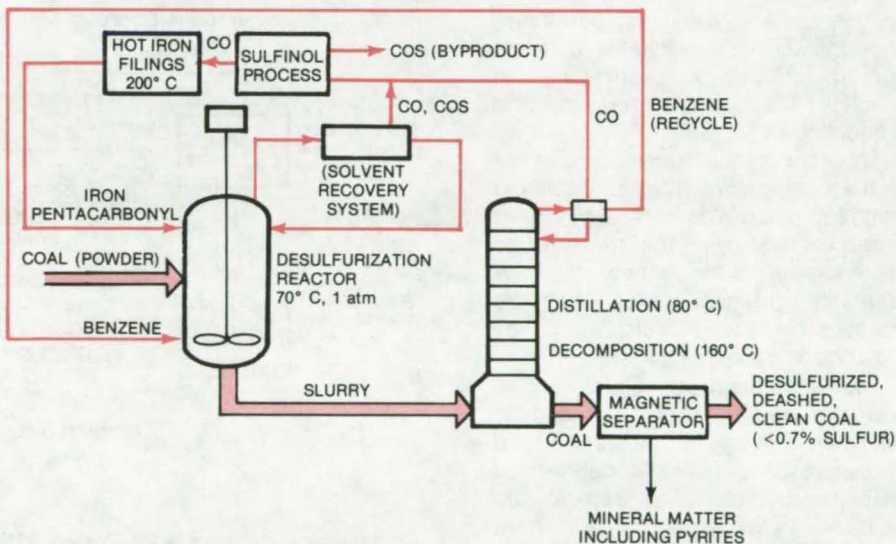 HOT IRON
FILINGS
200° C
CO
SULFINOL
PROCESS
COS (BYPRODUCT)
CO, COS
CO
BENZENE
(RECYCLE)
(SOLVENT
RECOVERY
SYSTEM)
IRON
PENTACARBONYL
COAL (POWDER)
DESULFURIZATION
REACTOR
70° C, 1 atm
BENZENE
DISTILLATION (80° C)
DECOMPOSITION (160° C)
SLURRY
COAL
MAGNETIC
SEPARATOR
DESULFURIZED,
DEASHED,
CLEAN COAL
(<0.7% SULFUR)
MINERAL MATTER
INCLUDING PYRITES